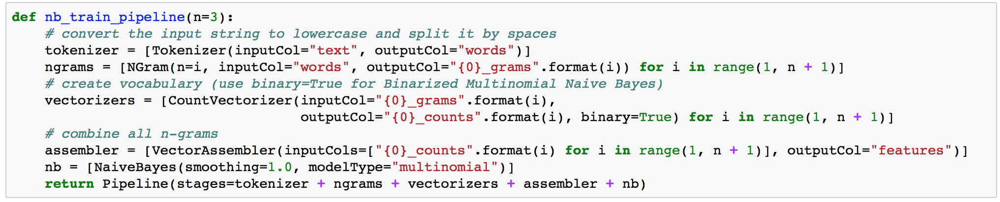 def nb_train_pipeline(n=3):
    # convert the input string to lowercase and split it by spaces
    tokenizer = [Tokenizer(inputCol="text", outputCol="words")]
    ngrams = [NGram(n=i, inputCol="words", outputCol="{0}_grams".format(i)) for i in range(1, n + 1)]
    # create vocabulary (use binary=True for Binarized Multinomial Naive Bayes)
    vectorizers = [CountVectorizer(inputCol="{0}_grams".format(i),
                                   outputCol="{0}_counts".format(i), binary=True) for i in range(1, n + 1)]
    # combine all n-grams
    assembler = [VectorAssembler(inputCols=["{0}_counts".format(i) for i in range(1, n + 1)], outputCol="features")]
    nb = [NaiveBayes(smoothing=1.0, modelType="multinomial")]
    return Pipeline(stages=tokenizer + ngrams + vectorizers + assembler + nb)